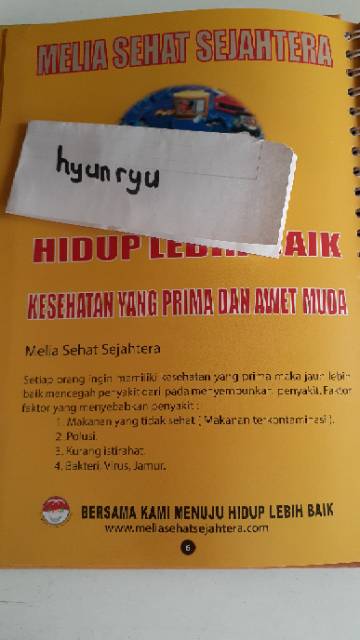 MELIA SEHAT SEJAHTERA
hyunryu
HIDUP LEBIH BAIK
KESEHATAN YANG PRIMA DAN AWET MUDA
Melia Sehat Sejahtera
Setiap orang ingin memiliki kesehatan yang prima maka jauh lebih
baik mencegah penyakit dari pada menyembuhkan penyakit. Faktor
faktor yang menyebabkan penyakit :
1. Makanan yang tidak sehat ( Makanan terkontaminasi ).
2. Polusi.
3. Kurang istirahat.
4. Bakteri, Virus, Jamur.
BERSAMA KAMI MENUJU HIDUP LEBIH BAIK
www.meliasehatsejahtera.com
6